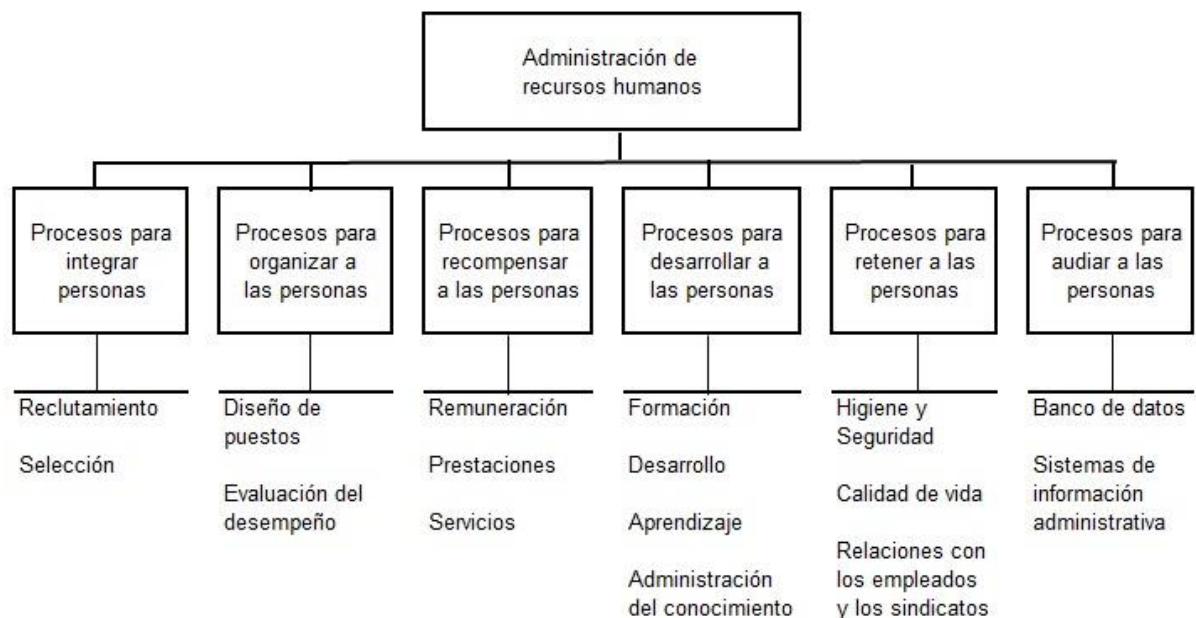 Administración de
recursos humanos
Procesos para
integrar
personas
Procesos para
organizar a
las personas
Procesos para
recompensar
a las personas
Procesos para
desarrollar a
las personas
Procesos para
retener a las
personas
Procesos para
audiar a las
personas
Reclutamiento
Selección
Diseño de
puestos
Evaluación del
desempeño
Remuneración
Prestaciones
Servicios
Formación
Desarrollo
Aprendizaje
Administración
del conocimiento
Higiene y
Seguridad
Calidad de vida
Relaciones con
los empleados
y los sindicatos
Banco de datos
Sistemas de
información
administrativa